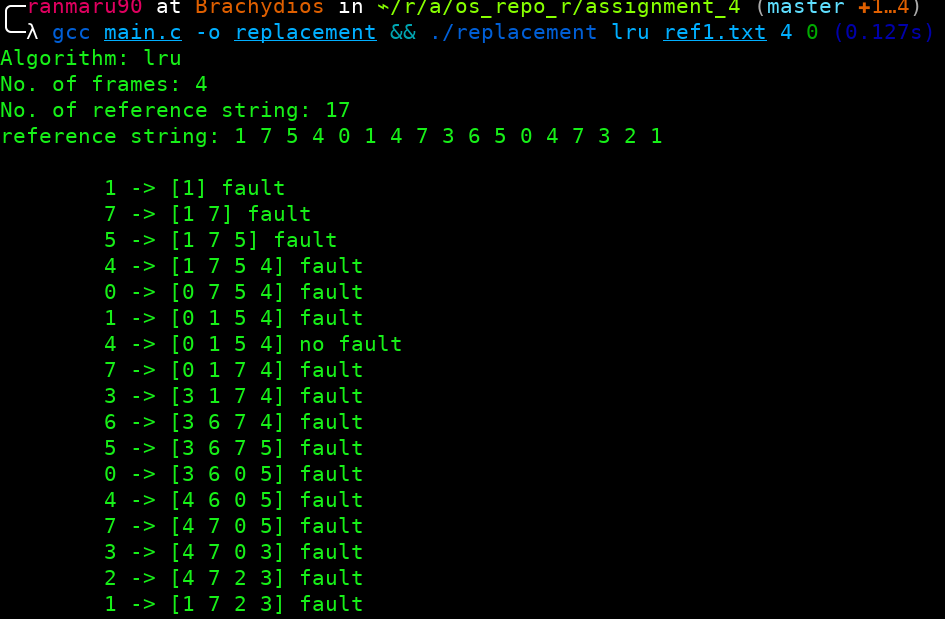 ranmaru90 at Brachydios in ~/r/a/os_repo_r/assignment_4 (master ✚1…4)
λ gcc main.c -o replacement && ./replacement lru ref1.txt 4 0 (0.127s)
Algorithm: lru
No. of frames: 4
No. of reference string: 17
reference string: 1 7 5 4 0 1 4 7 3 6 5 0 4 7 3 2 1
1 -> [1] fault
7 -> [1 7] fault
5 -> [1 7 5] fault
4 -> [1 7 5 4] fault
0 -> [0 7 5 4] fault
1 -> [0 1 5 4] fault
4 -> [0 1 5 4] no fault
7 -> [0 1 7 4] fault
3 -> [3 1 7 4] fault
6 -> [3 6 7 4] fault
5 -> [3 6 7 5] fault
0 -> [3 6 0 5] fault
4 -> [4 6 0 5] fault
7 -> [4 7 0 5] fault
3 -> [4 7 0 3] fault
2 -> [4 7 2 3] fault
1 -> [1 7 2 3] fault